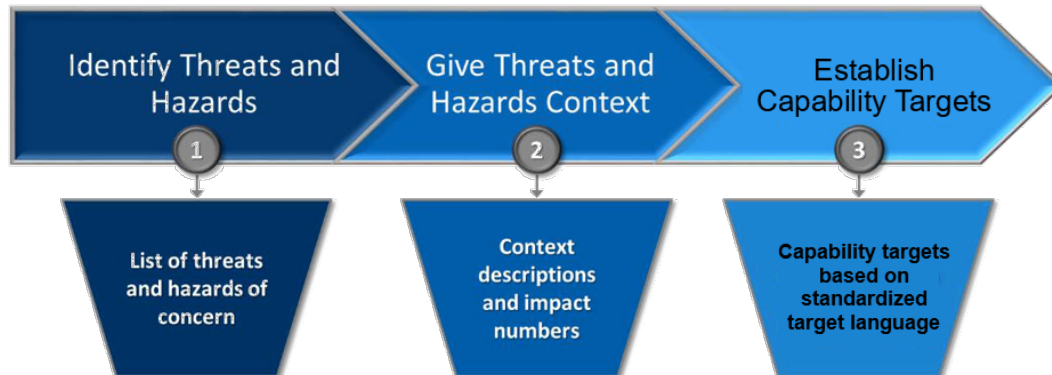 Identify Threats and
Hazards
1
Give Threats and
Hazards Context
2
Establish
Capability Targets
3
List of threats
and hazards of
concern
Context
descriptions
and impact
numbers
Capability targets
based on
standardized
target language